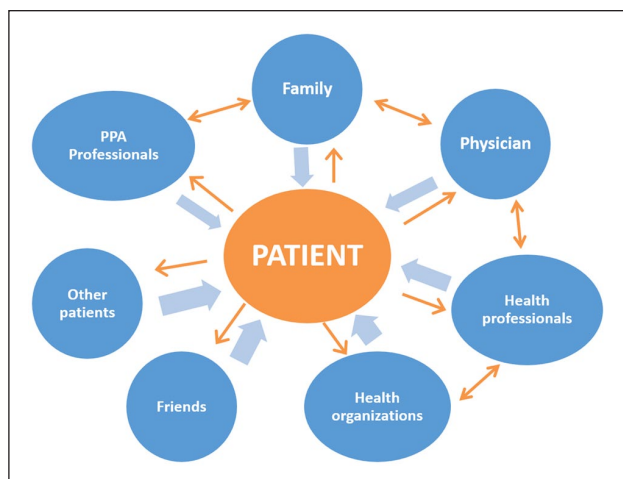 Family
PPA
Professionals
Physician
PATIENT
Other
patients
Health
professionals
Friends
Health
organizations